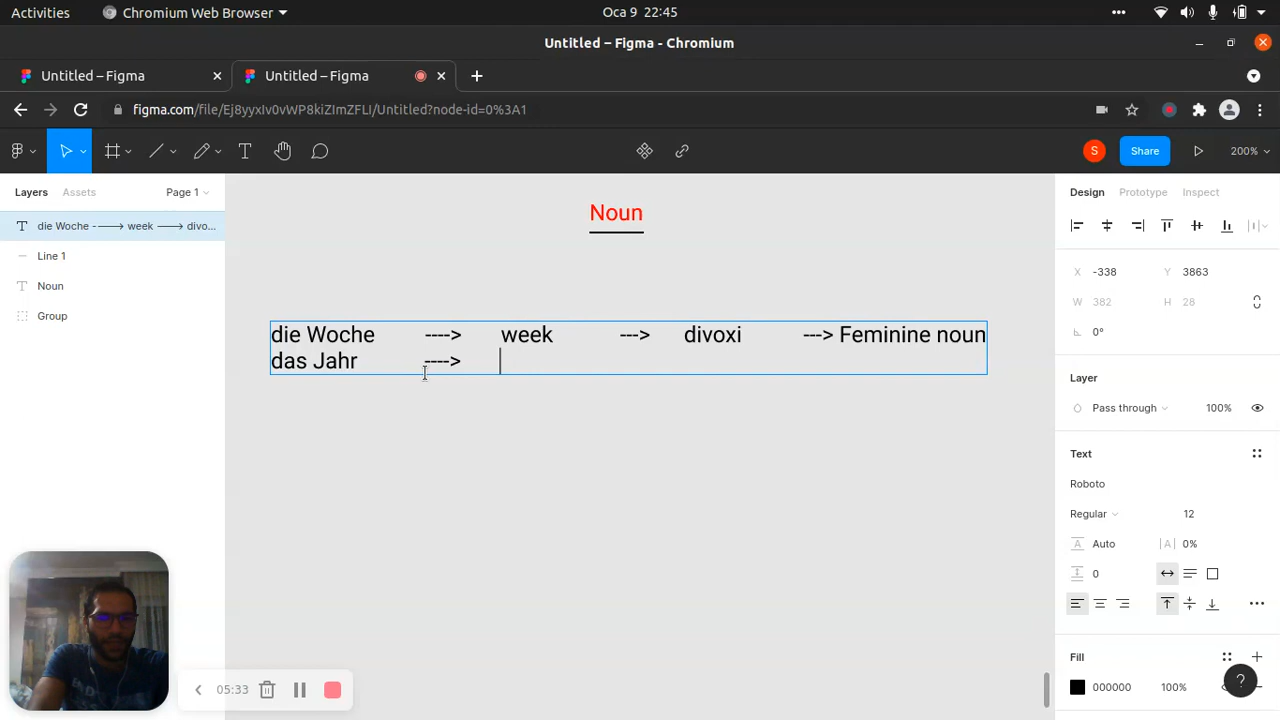 Activities Chromium Web Browser Oca 9 22:45
Untitled – Figma - Chromium
Untitled – Figma Untitled – Figma
figma.com/file/Ej8yyxIv0vWP8kiZImZFLI/Untitled?node-id=0%3A1
S Share 200%
Layers Assets Page 1
die Woche ----> week ---> divo...
Line 1
Noun
Group
Noun
die Woche ----> week ---> divoxi ---> Feminine noun
das Jahr ---->
Design Prototype Inspect
X -338 Y 3863
W 382 H 28
0°
Layer
Pass through 100%
Text
Roboto
Regular 12
A Auto |A| 0%
0
Fill
000000 100%
?
05:33